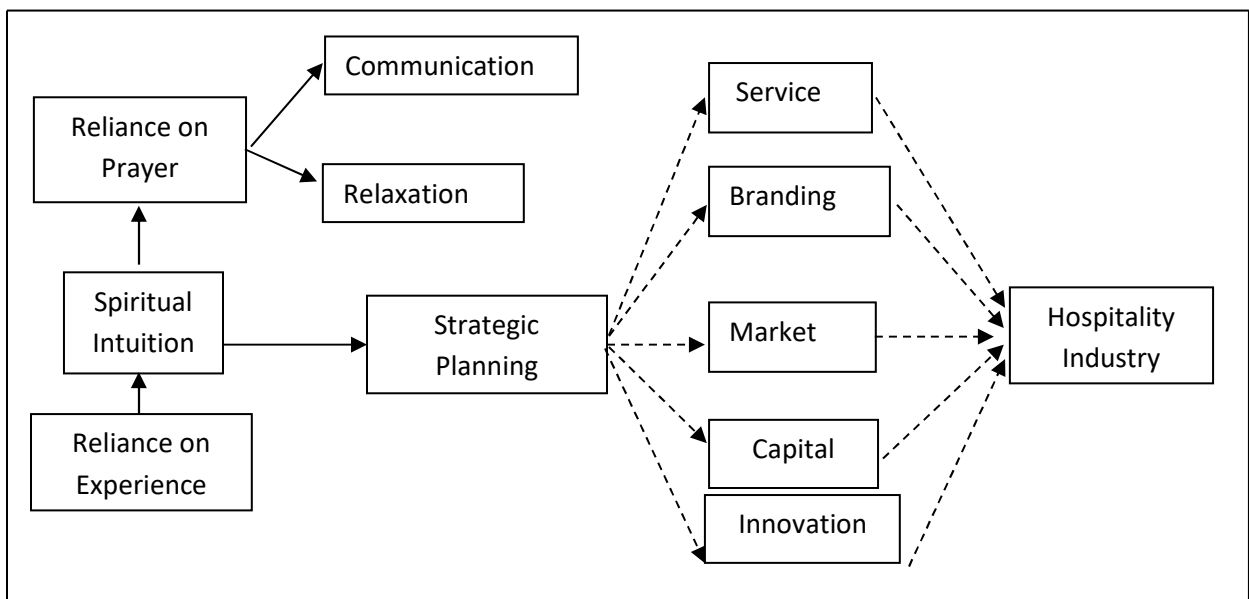 Communication
Reliance on
Prayer
Relaxation
Spiritual
Intuition
Reliance on
Experience
Strategic
Planning
Service
Branding
Market
Capital
Innovation
Hospitality
Industry